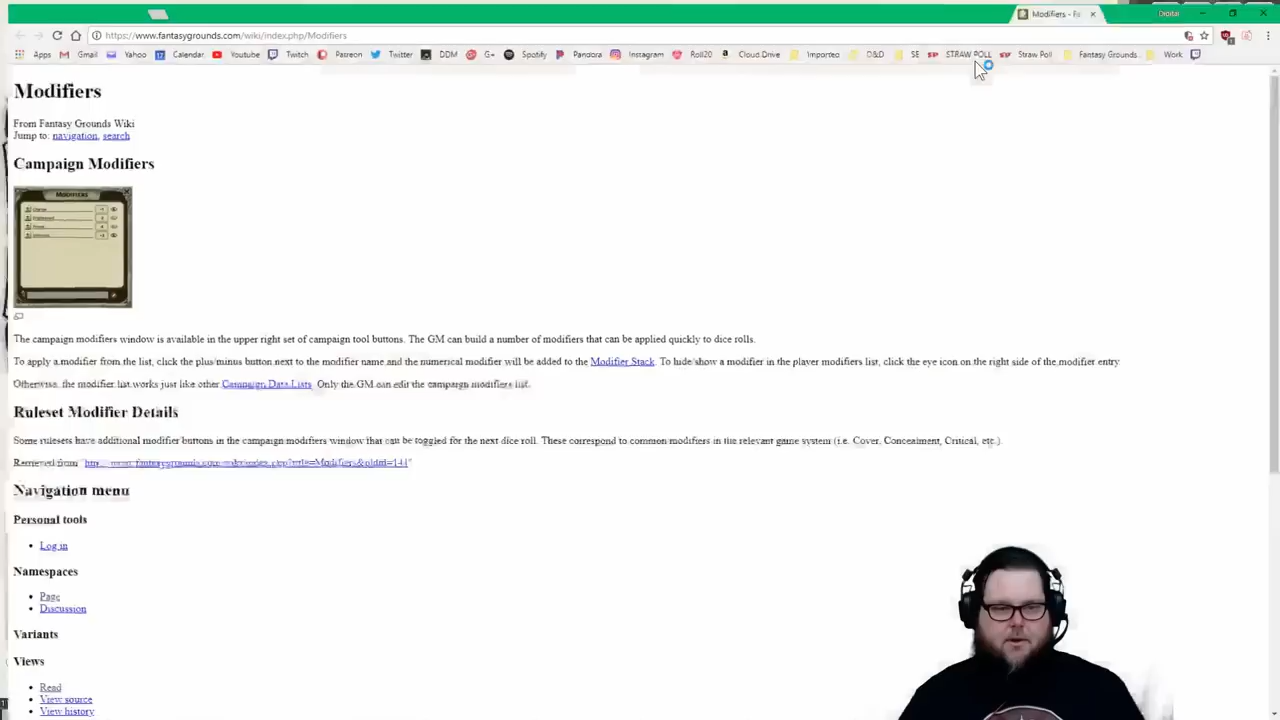 Modifiers - Fa
Digital
https://www.fantasygrounds.com/wiki/index.php/Modifiers
Apps Gmail Yahoo Calendar Youtube Twitch Patreon Twitter DDM G+ Spotify Pandora Instagram Roll20 Cloud Drive Imported D&D SE STRAW POLL Straw Poll Fantasy Grounds Work
Modifiers
From Fantasy Grounds Wiki
Jump to: navigation, search
Campaign Modifiers
MODIFIERS
The campaign modifiers window is available in the upper right set of campaign tool buttons. The GM can build a number of modifiers that can be applied quickly to dice rolls.
To apply a modifier from the list, click the plus/minus button next to the modifier name and the numerical modifier will be added to the Modifier Stack. To hide/show a modifier in the player modifiers list, click the eye icon on the right side of the modifier entry.
Otherwise, the modifier list works just like other Campaign Data Lists. Only the GM can edit the campaign modifiers list.
Ruleset Modifier Details
Some rulesets have additional modifier buttons in the campaign modifiers window that can be toggled for the next dice roll. These correspond to common modifiers in the relevant game system (i.e. Cover, Concealment, Critical, etc.).
Retrieved from
Navigation menu
Personal tools
Log in
Namespaces
Page
Discussion
Variants
Views
Read
View source
View history